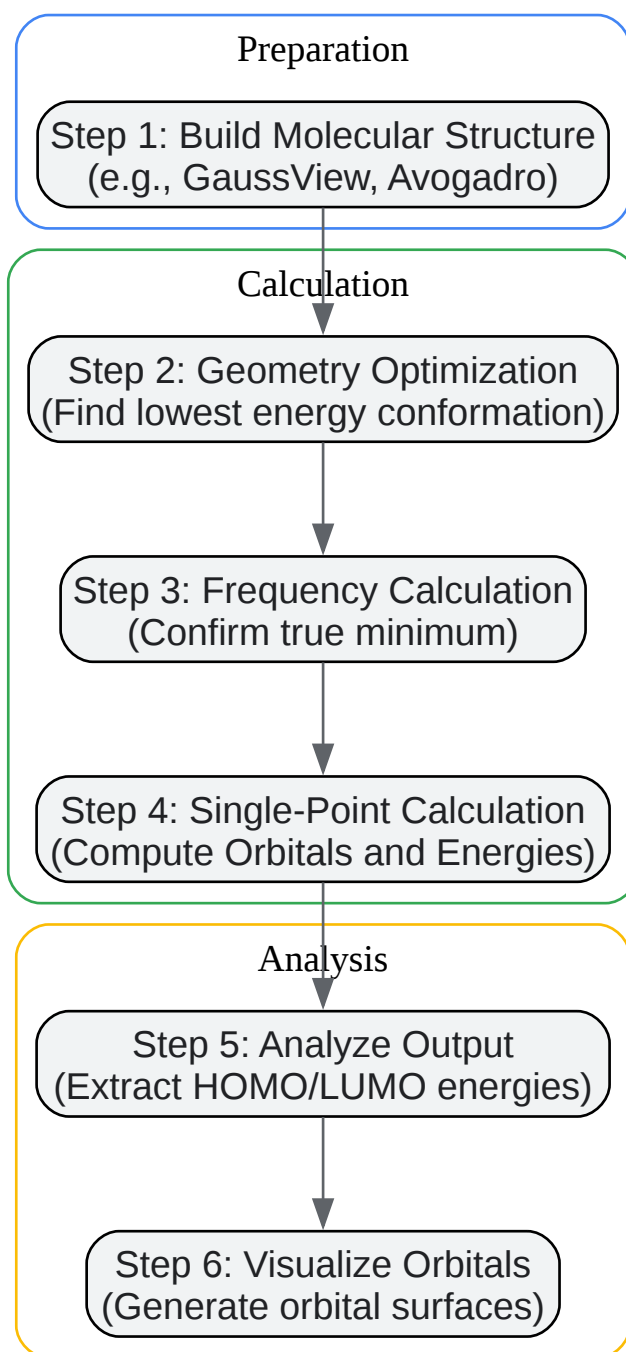 Preparation
Step 1: Build Molecular Structure
(e.g., GaussView, Avogadro)
Calculation
Step 2: Geometry Optimization
(Find lowest energy conformation)
Step 3: Frequency Calculation
(Confirm true minimum)
Step 4: Single-Point Calculation
(Compute Orbitals and Energies)
Analysis
Step 5: Analyze Output
(Extract HOMO/LUMO energies)
Step 6: Visualize Orbitals
(Generate orbital surfaces)